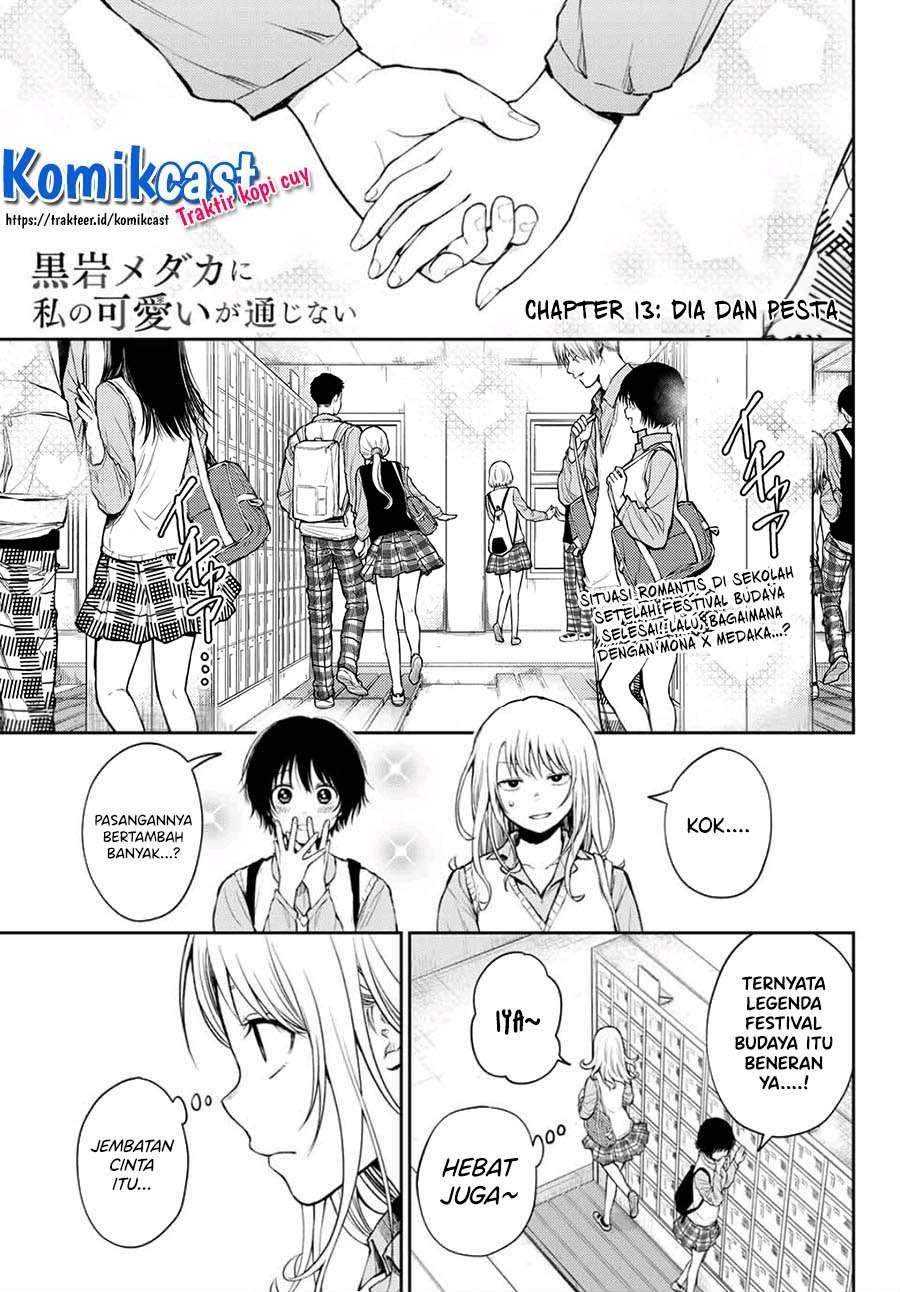 Komikcast
https://trakteer.id/komikcast
Traktir kopi cuy
黒岩メダカに
私の可愛いが通じない
CHAPTER 13: DIA DAN PESTA
イチャ
イチャ
SITUASI ROMANTIS DI SEKOLAH
SETELAH FESTIVAL BUDAYA
SELESAI! LALU, BAGAIMANA
DENGAN MONA X MEDAKA...?
KOK....
PASANGANNYA
BERTAMBAH
BANYAK...?
TERNYATA
LEGENDA
FESTIVAL
BUDAYA ITU
BENERAN
YA....!
IYA~
HEBAT
JUGA~
JEMBATAN
CINTA
ITU...